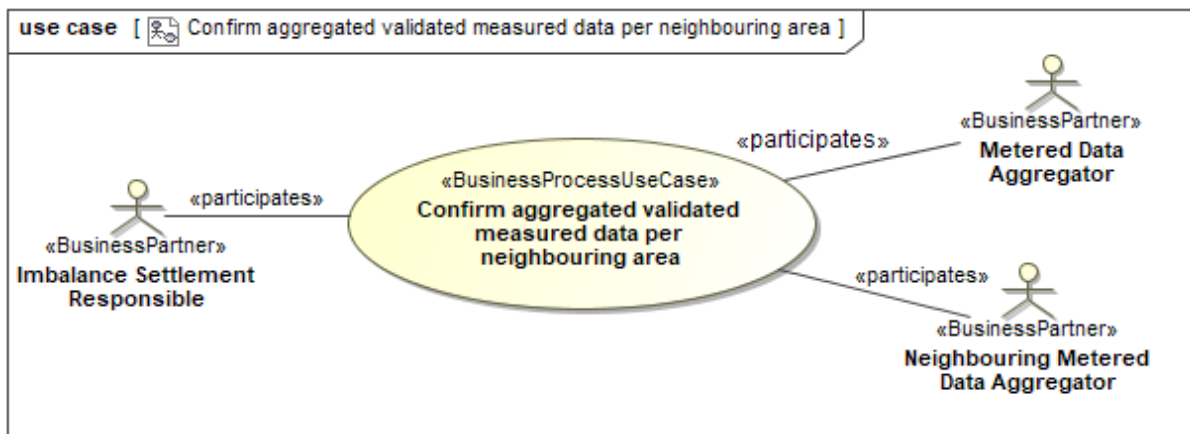 use case [ Confirm aggregated validated measured data per neighbouring area ]
«BusinessPartner»
Imbalance Settlement
Responsible
«participates»
«BusinessProcessUseCase»
Confirm aggregated validated
measured data per
neighbouring area
«participates»
«BusinessPartner»
Metered Data
Aggregator
«participates»
«BusinessPartner»
Neighbouring Metered
Data Aggregator